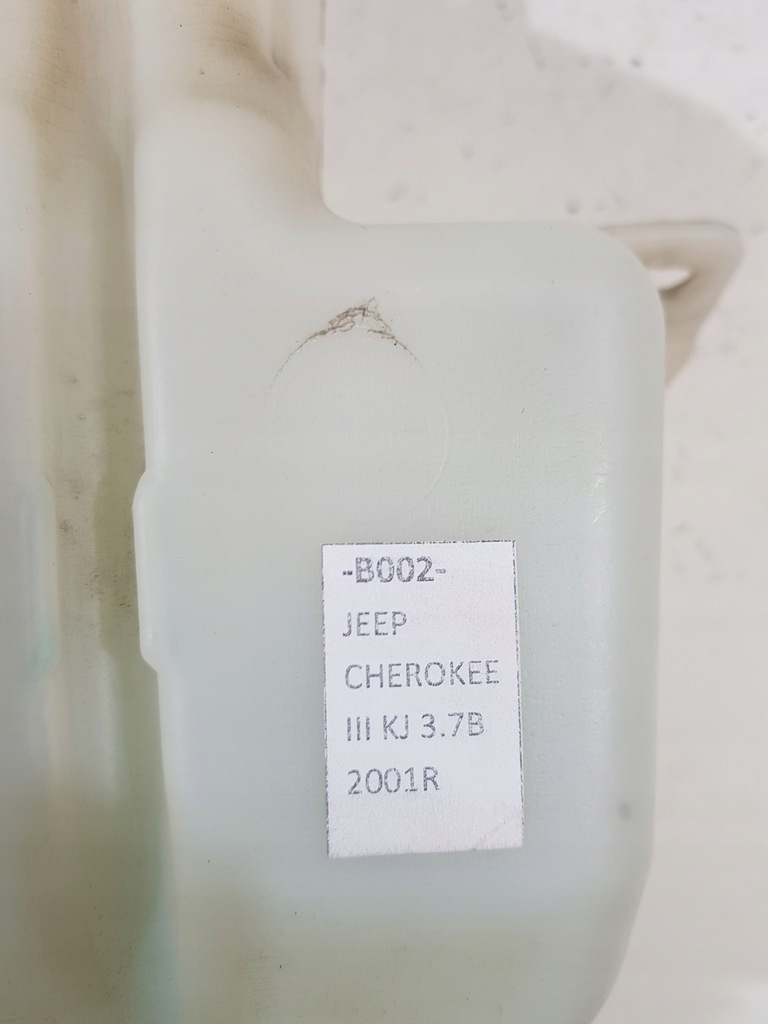 -B002-
JEEP
CHEROKEE
III KJ 3.7B
2001R